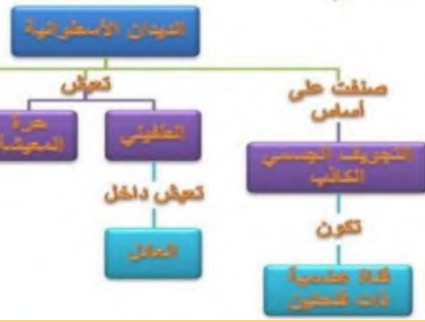 الديدان الأسطوانية
صنفت على
أساس
التجويف الجسمي
الكاذب
تكون
قناة هضمية
ذات فتحتين
تعيش
الطفيلي
تعيش داخل
العائل
حرة
المعيشة